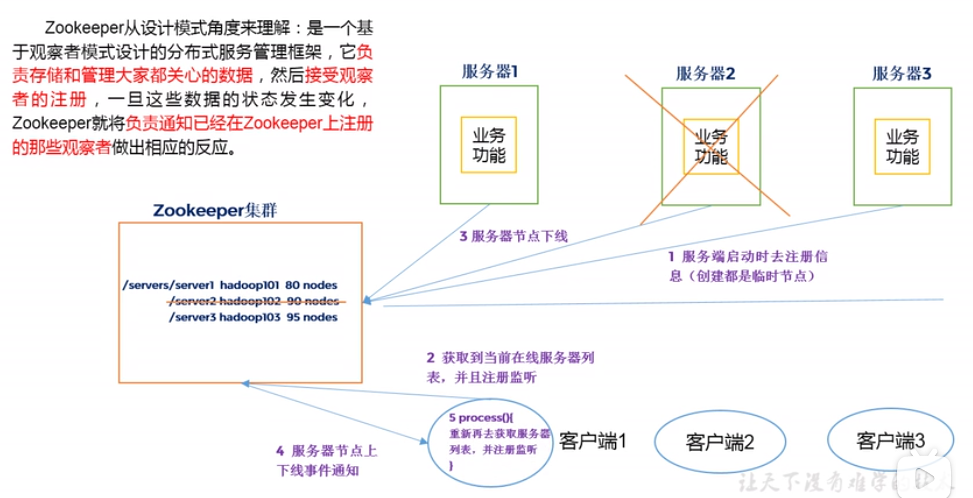 Zookeeper从设计模式角度来理解：是一个基
于观察者模式设计的分布式服务管理框架，它负
责存储和管理大家都关心的数据，然后接受观察
者的注册，一旦这些数据的状态发生变化，
Zookeeper就将负责通知已经在Zookeeper上注册
的那些观察者做出相应的反应。
服务器1
服务器2
服务器3
业务
功能
业务
功能
业务
功能
Zookeeper集群
3 服务器节点下线
1 服务端启动时去注册信
息（创建都是临时节点）
/servers/server1 hadoop101 80 nodes
/server2 hadoop102 90 nodes
/server3 hadoop103 95 nodes
2 获取到当前在线服务器列
表，并且注册监听
5 process(){
重新再去获取服务器
列表，并注册监听
}
客户端1
客户端2
客户端3
4 服务器节点上
下线事件通知
让天下没有难学的